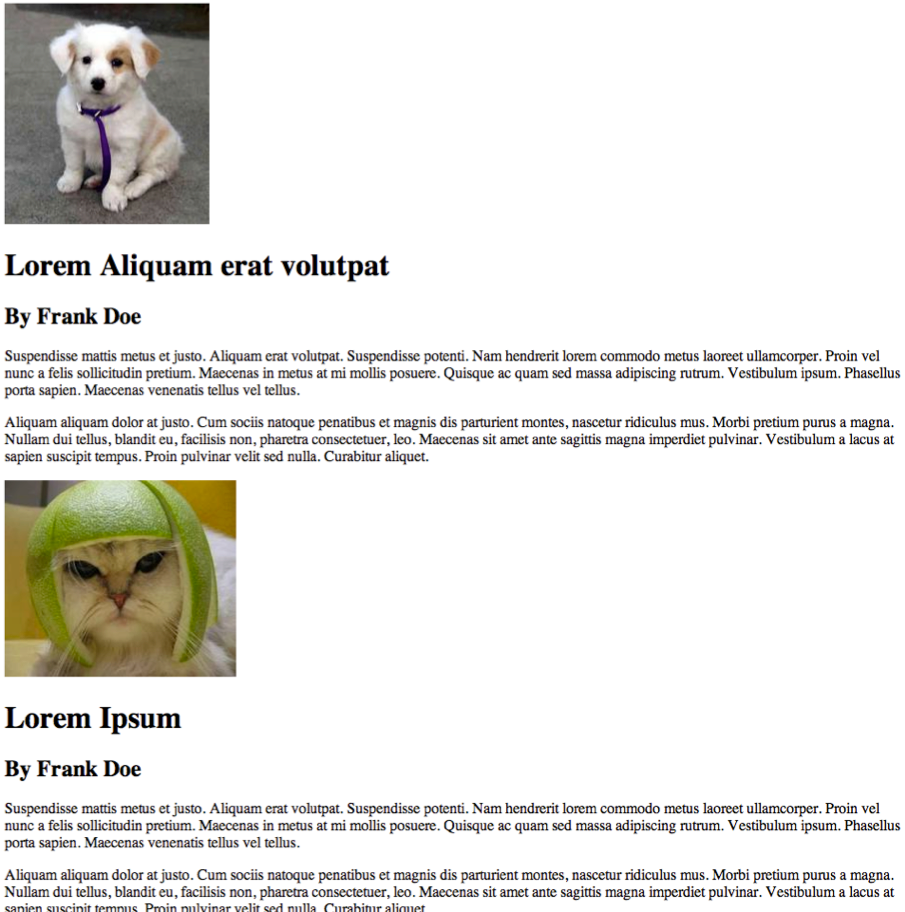 Lorem Aliquam erat volutpat
By Frank Doe
Suspendisse mattis metus et justo. Aliquam erat volutpat. Suspendisse potenti. Nam hendrerit lorem commodo metus laoreet ullamcorper. Proin vel
nunc a felis sollicitudin pretium. Maecenas in metus at mi mollis posuere. Quisque ac quam sed massa adipiscing rutrum. Vestibulum ipsum. Phasellus
porta sapien. Maecenas venenatis tellus vel tellus.
Aliquam aliquam dolor at justo. Cum sociis natoque penatibus et magnis dis parturient montes, nascetur ridiculus mus. Morbi pretium purus a magna.
Nullam dui tellus, blandit eu, facilisis non, pharetra consectetuer, leo. Maecenas sit amet ante sagittis magna imperdiet pulvinar. Vestibulum a lacus at
sapien suscipit tempus. Proin pulvinar velit sed nulla. Curabitur aliquet.
Lorem Ipsum
By Frank Doe
Suspendisse mattis metus et justo. Aliquam erat volutpat. Suspendisse potenti. Nam hendrerit lorem commodo metus laoreet ullamcorper. Proin vel
nunc a felis sollicitudin pretium. Maecenas in metus at mi mollis posuere. Quisque ac quam sed massa adipiscing rutrum. Vestibulum ipsum. Phasellus
porta sapien. Maecenas venenatis tellus vel tellus.
Aliquam aliquam dolor at justo. Cum sociis natoque penatibus et magnis dis parturient montes, nascetur ridiculus mus. Morbi pretium purus a magna.
Nullam dui tellus, blandit eu, facilisis non, pharetra consectetuer, leo. Maecenas sit amet ante sagittis magna imperdiet pulvinar. Vestibulum a lacus at
sapien suscipit tempus. Proin pulvinar velit sed nulla. Curabitur aliquet.